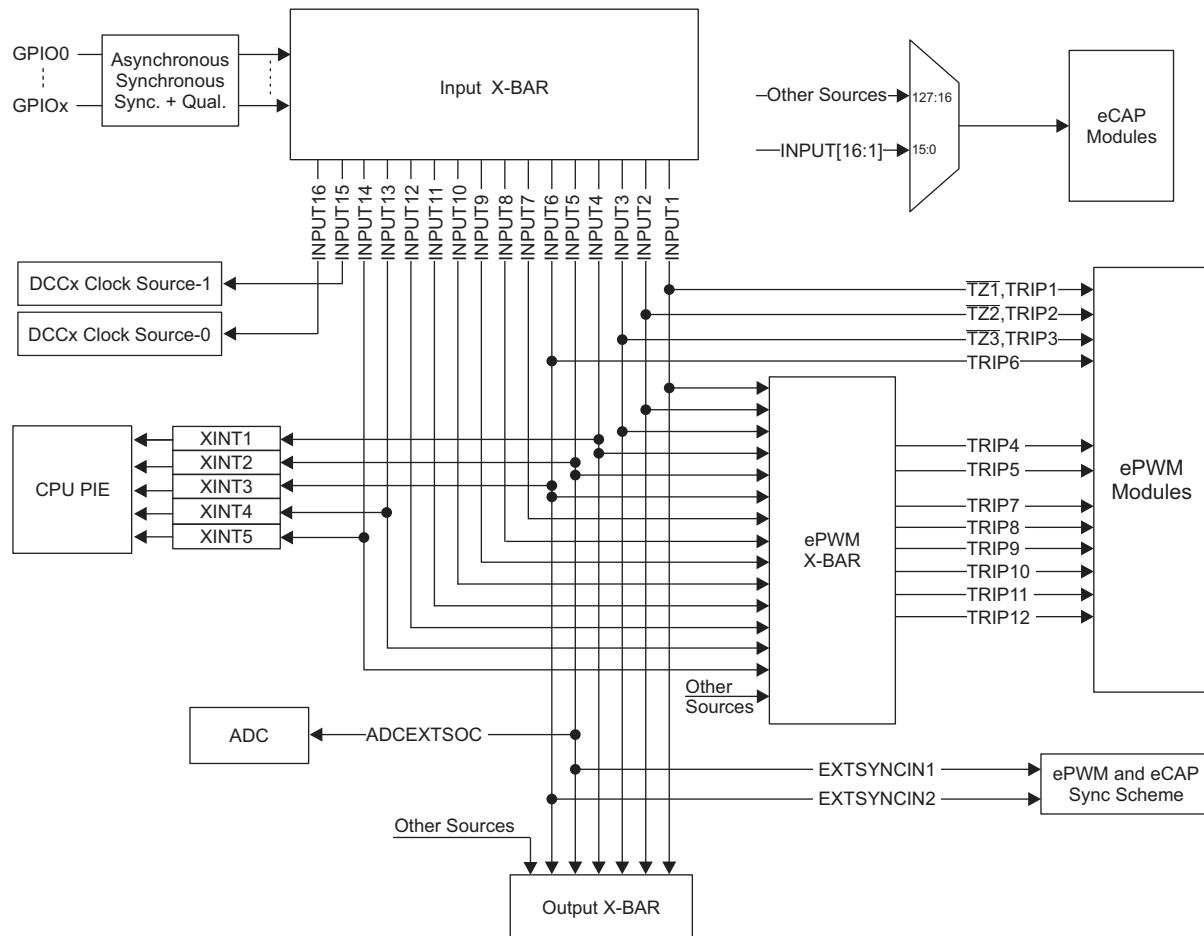 GPIO0
GPIOx
Asynchronous
Synchronous
Sync. + Qual.
Input X-BAR
Other Sources
127:16
INPUT[16:1]
15:0
eCAP
Modules
INPUT16
INPUT15
INPUT14
INPUT13
INPUT12
INPUT11
INPUT10
INPUT9
INPUT8
INPUT7
INPUT6
INPUT5
INPUT4
INPUT3
INPUT2
INPUT1
DCCx Clock Source-1
DCCx Clock Source-0
T̅Z̅1̅,TRIP1
T̅Z̅2̅,TRIP2
T̅Z̅3̅,TRIP3
TRIP6
CPU PIE
XINT1
XINT2
XINT3
XINT4
XINT5
ePWM
X-BAR
TRIP4
TRIP5
TRIP7
TRIP8
TRIP9
TRIP10
TRIP11
TRIP12
ePWM
Modules
Other
Sources
ADC
ADCEXTSOC
EXTSYNCIN1
EXTSYNCIN2
ePWM and eCAP
Sync Scheme
Other Sources
Output X-BAR